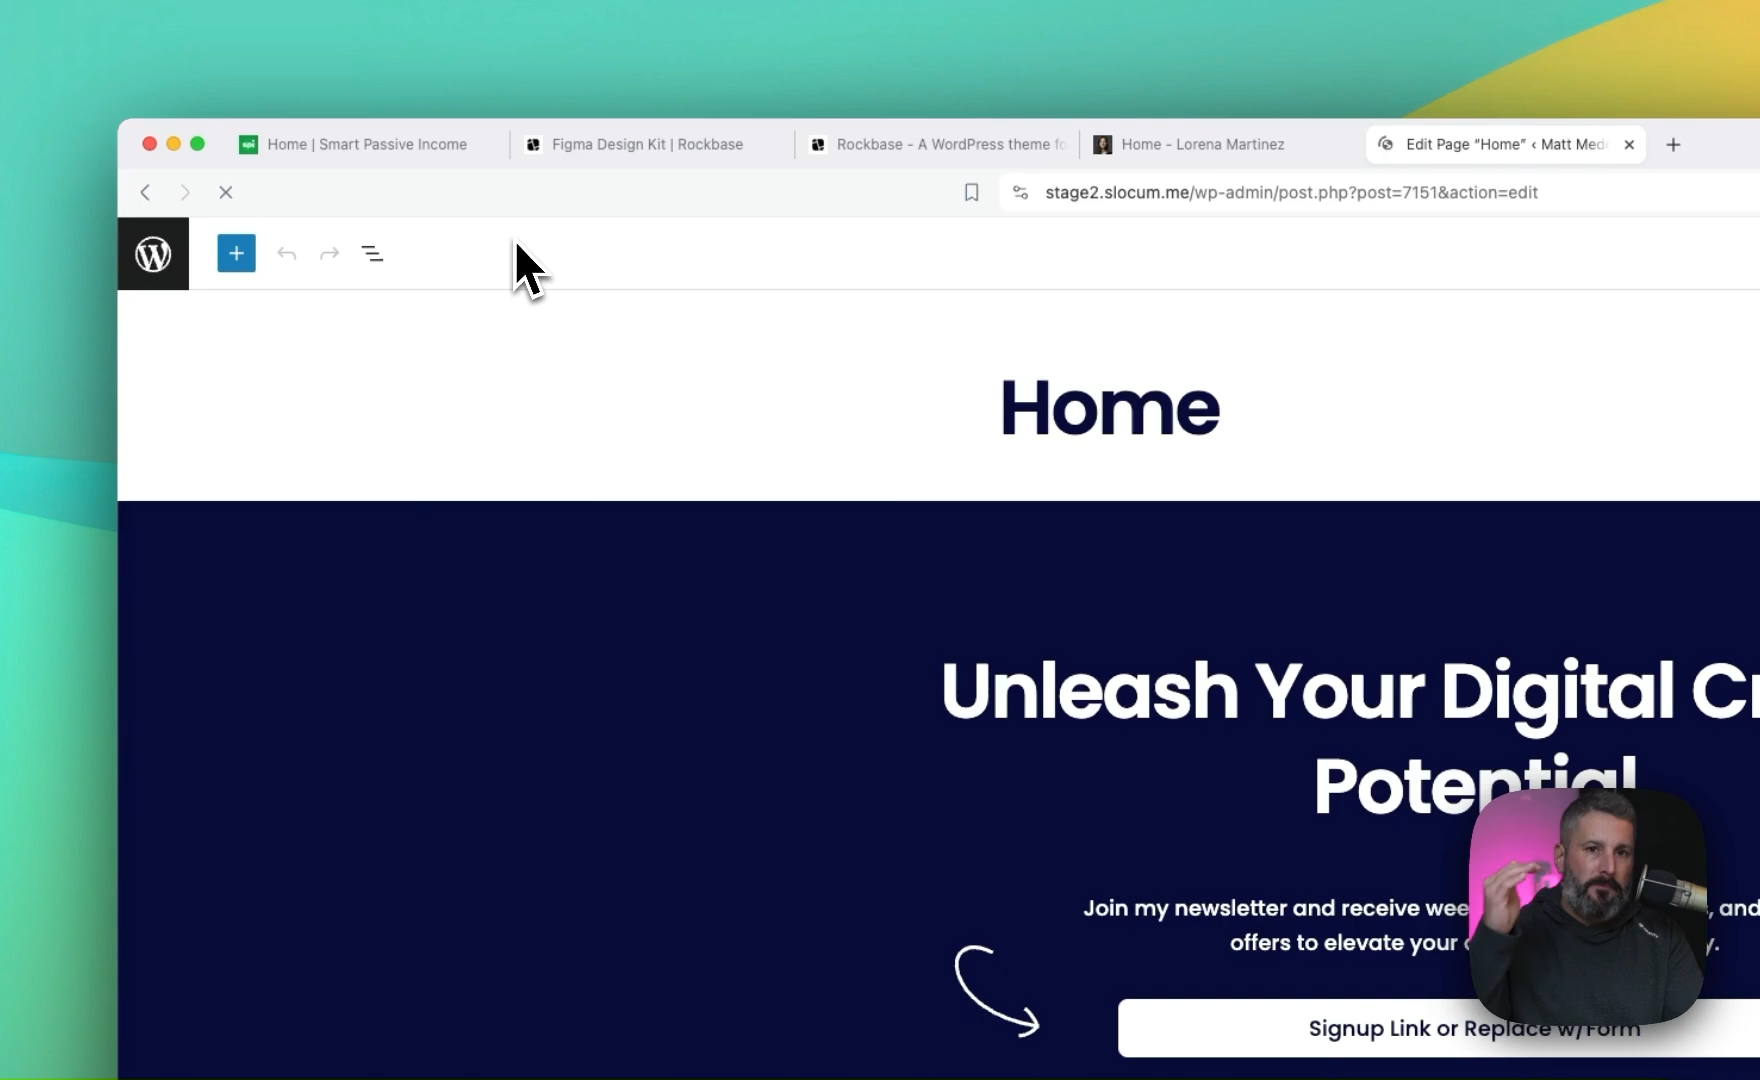 Home | Smart Passive Income
Figma Design Kit | Rockbase
Rockbase - A WordPress theme fo
Home - Lorena Martinez
Edit Page “Home” ‹ Matt Med
stage2.slocum.me/wp-admin/post.php?post=7151&action=edit
Home
Unleash Your Digital Cr
Potential
Join my newsletter and receive wee , and
offers to elevate your y.
Signup Link or Replace w/Form